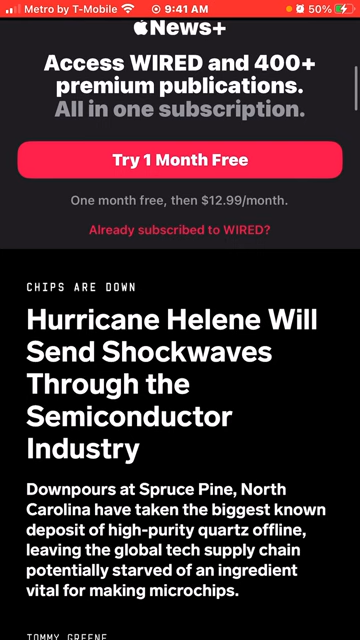 Metro by T-Mobile 9:41 AM 50%
News+
Access WIRED and 400+
premium publications.
All in one subscription.
Try 1 Month Free
One month free, then $12.99/month.
Already subscribed to WIRED?
CHIPS ARE DOWN
Hurricane Helene Will
Send Shockwaves
Through the
Semiconductor
Industry
Downpours at Spruce Pine, North
Carolina have taken the biggest known
deposit of high-purity quartz offline,
leaving the global tech supply chain
potentially starved of an ingredient
vital for making microchips.
TOMMY GREENE